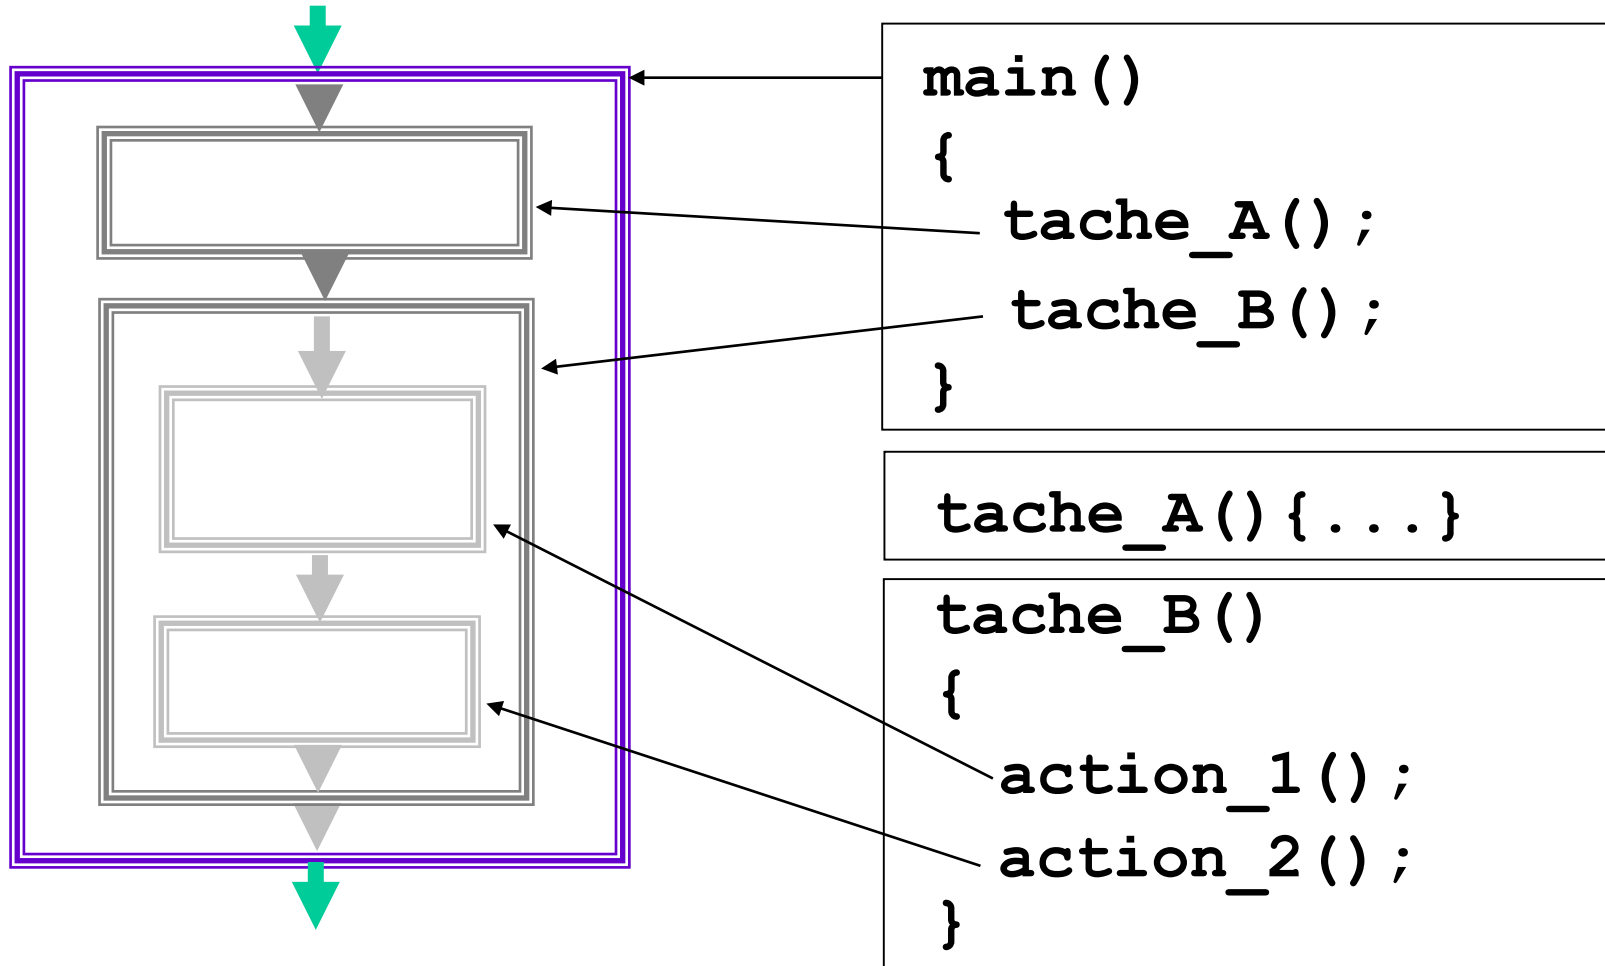 main()
{
tache_A();
tache_B();
}
tache_A(){...}
tache_B()
{
action_1();
action_2();
}